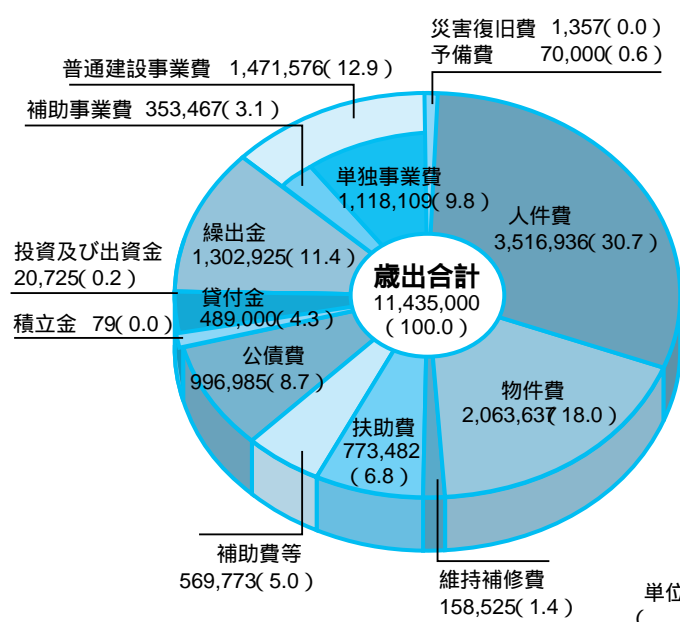 災害復旧費 1,357( 0.0 )
予備費 70,000( 0.6 )
普通建設事業費 1,471,576( 12.9 )
補助事業費 353,467( 3.1 )
単独事業費
1,118,109( 9.8 )
人件費
3,516,936( 30.7 )
繰出金
1,302,925( 11.4 )
投資及び出資金
20,725( 0.2 )
歳出合計
11,435,000
( 100.0 )
貸付金
489,000( 4.3 )
積立金 79( 0.0 )
公債費
996,985( 8.7 )
物件費
2,063,637( 18.0 )
扶助費
773,482
( 6.8 )
補助費等
569,773( 5.0 )
維持補修費
158,525( 1.4 )
単位
(